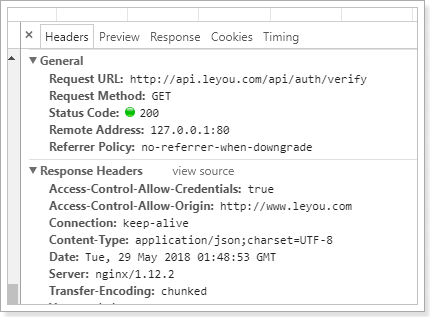 × Headers Preview Response Cookies Timing
▼ General
Request URL: http://api.leyou.com/api/auth/verify
Request Method: GET
Status Code: 200
Remote Address: 127.0.0.1:80
Referrer Policy: no-referrer-when-downgrade
▼ Response Headers view source
Access-Control-Allow-Credentials: true
Access-Control-Allow-Origin: http://www.leyou.com
Connection: keep-alive
Content-Type: application/json;charset=UTF-8
Date: Tue, 29 May 2018 01:48:53 GMT
Server: nginx/1.12.2
Transfer-Encoding: chunked